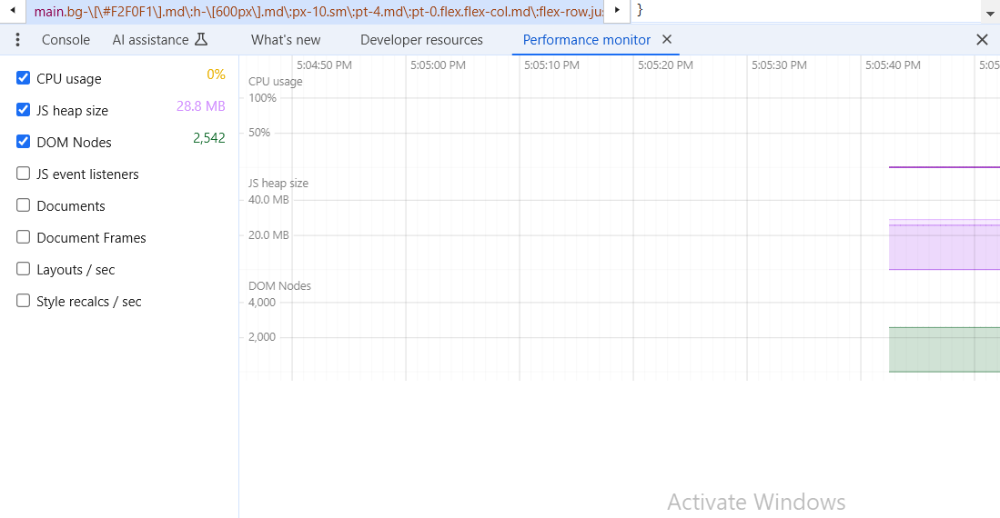 main.bg-\[\#F2F0F1\].md\:h-\[600px\].md\:px-10.sm\:pt-4.md\:pt-0.flex.flex-col.md\:flex-row.jus
}
Console AI assistance What's new Developer resources Performance monitor
CPU usage 0%
JS heap size 28.8 MB
DOM Nodes 2,542
JS event listeners
Documents
Document Frames
Layouts / sec
Style recalcs / sec
5:04:50 PM 5:05:00 PM 5:05:10 PM 5:05:20 PM 5:05:30 PM 5:05:40 PM 5:05
CPU usage
100%
50%
JS heap size
40.0 MB
20.0 MB
DOM Nodes
4,000
2,000
Activate Windows